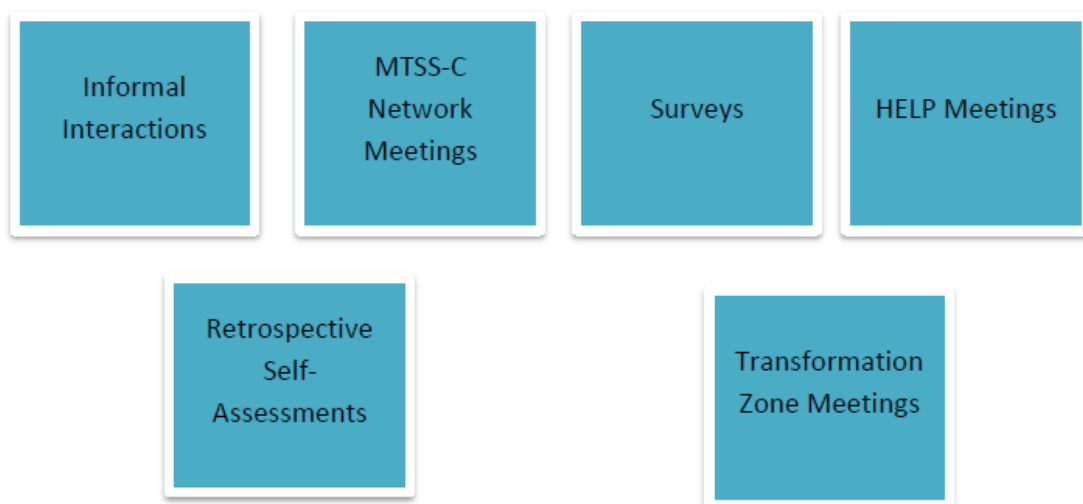 Informal
Interactions
MTSS-C
Network
Meetings
Surveys
HELP Meetings
Retrospective
Self-
Assessments
Transformation
Zone Meetings